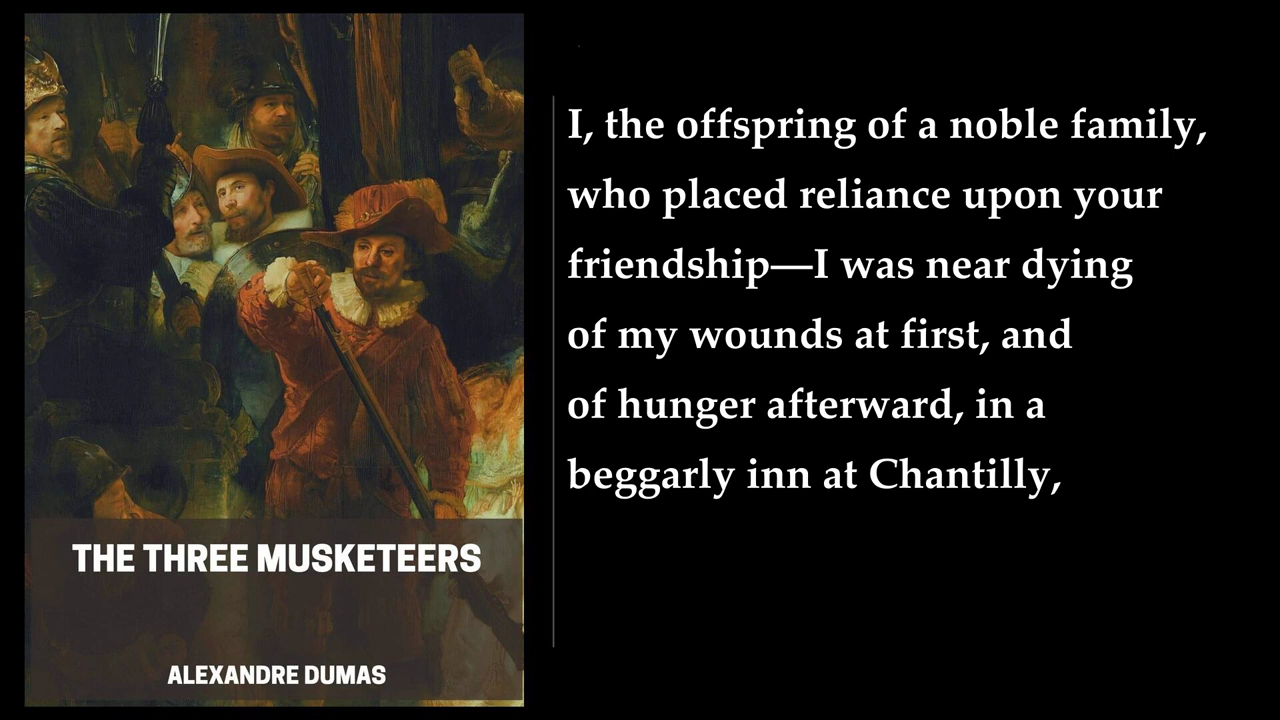 THE THREE MUSKETEERS
ALEXANDRE DUMAS
I, the offspring of a noble family,
who placed reliance upon your
friendship—I was near dying
of my wounds at first, and
of hunger afterward, in a
beggarly inn at Chantilly,